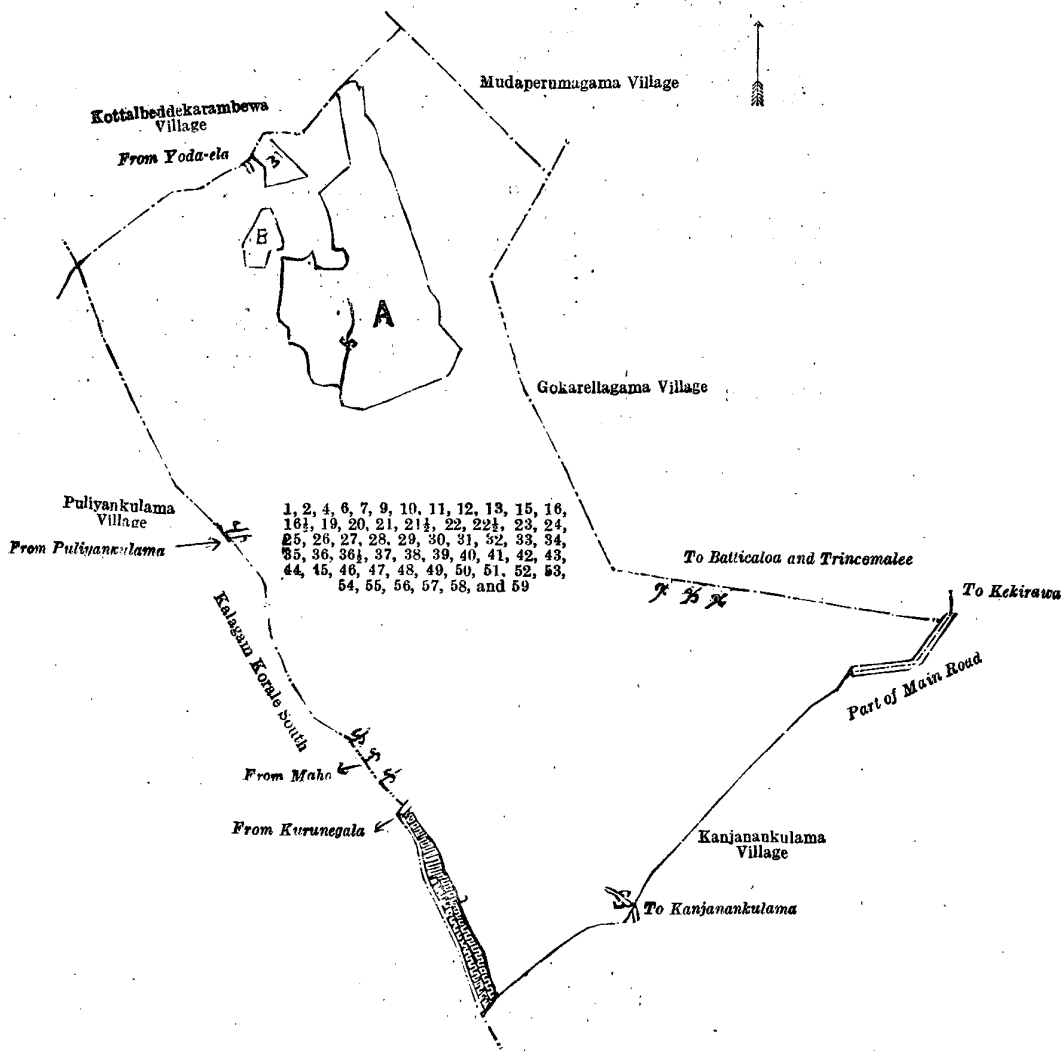 Mudaperumagama Village
Kottalbeddekarambewa
Village
From Yoda-ela
3
B
A
Gokarellagama Village
Puliyankulama
Village
From Puliyankulama
1, 2, 4, 6, 7, 9, 10, 11, 12, 13, 15, 16,
16½, 19, 20, 21, 21½, 22, 22½, 23, 24,
25, 26, 27, 28, 29, 30, 31, 32, 33, 34,
35, 36, 36½, 37, 38, 39, 40, 41, 42, 43,
44, 45, 46, 47, 48, 49, 50, 51, 52, 53,
54, 55, 56, 57, 58, and 59
To Batticaloa and Trincomalee
To Kekirawa
Part of Main Road
Kalagam Korale South
From Maho
From Kurunegala
Kanjanankulama
Village
To Kanjanankulama